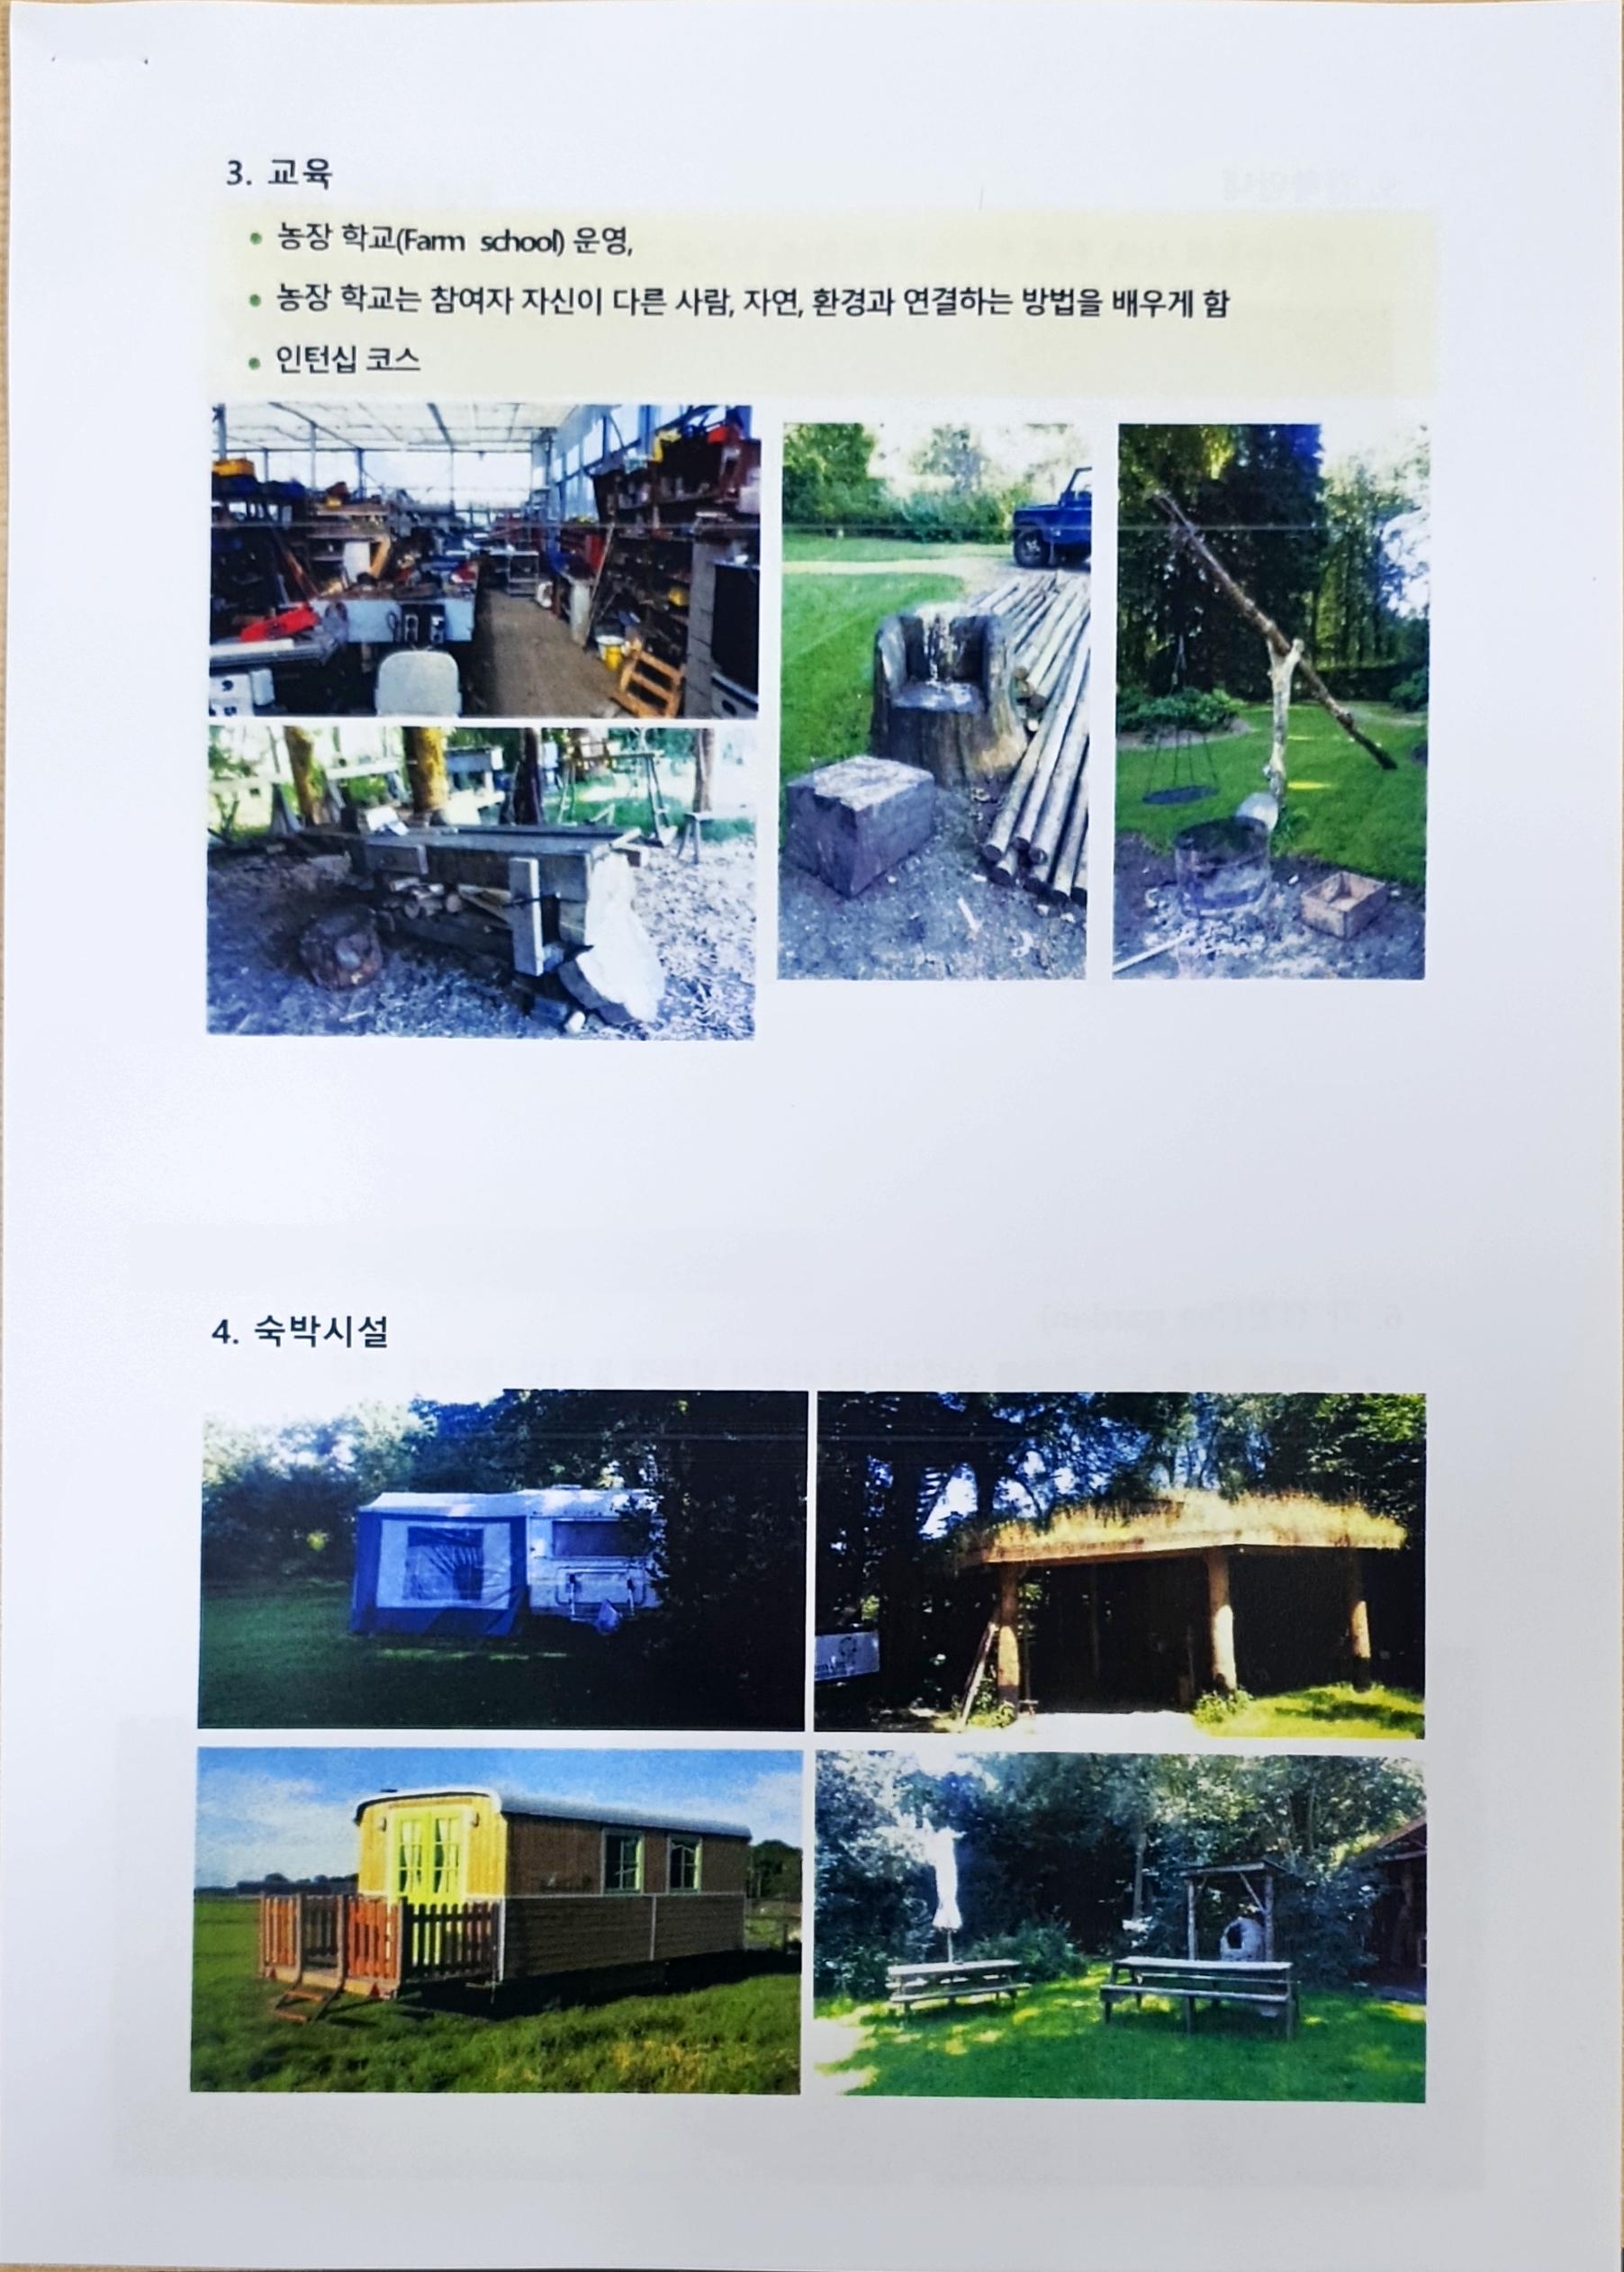 3. 교육
• 농장 학교(Farm school) 운영,
• 농장 학교는 참여자 자신이 다른 사람, 자연, 환경과 연결하는 방법을 배우게 함
• 인턴십 코스
4. 숙박시설